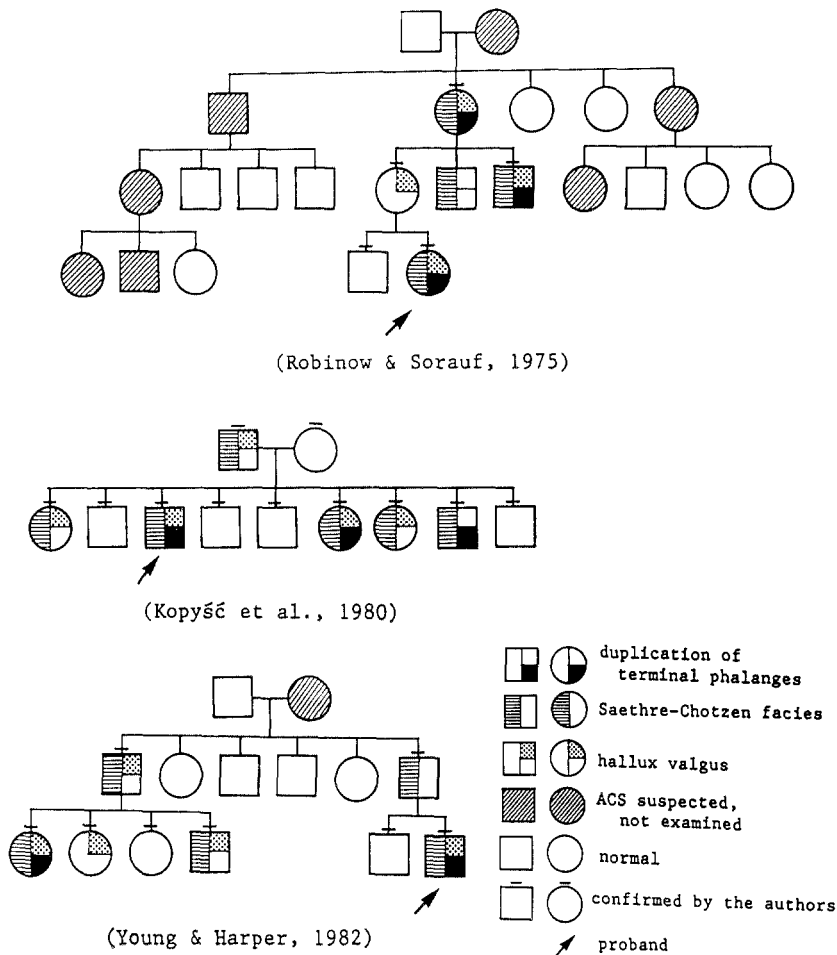 (Robinow & Sorauf, 1975)
(Kopyść et al., 1980)
(Young & Harper, 1982)
duplication of
terminal phalanges
Saethre-Chotzen facies
hallux valgus
ACS suspected,
not examined
normal
confirmed by the authors
proband